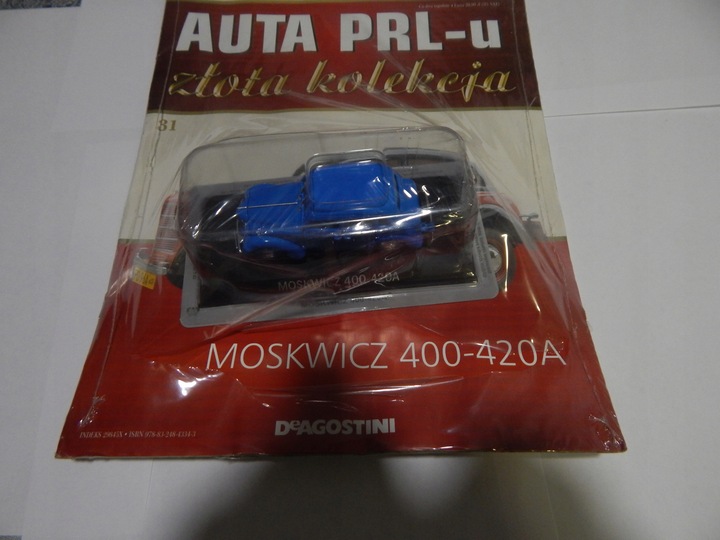 AUTA PRL-u
złota kolekcja
31
MOSKWICZ 400-420A
MOSKWICZ 400-420A
DeAGOSTINI